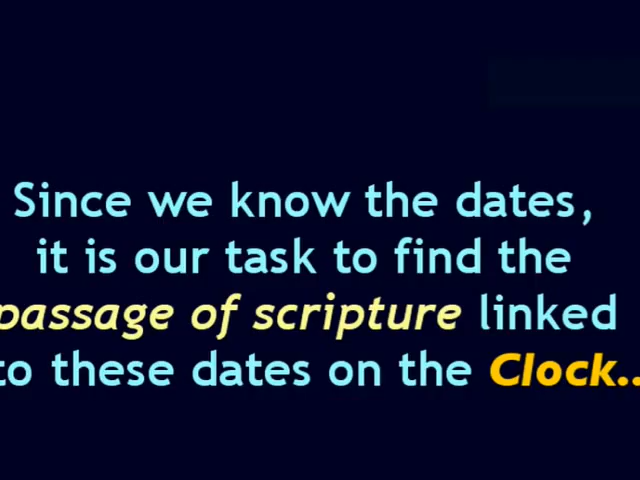 Since we know the dates,
it is our task to find the
passage of scripture linked
to these dates on the Clock..